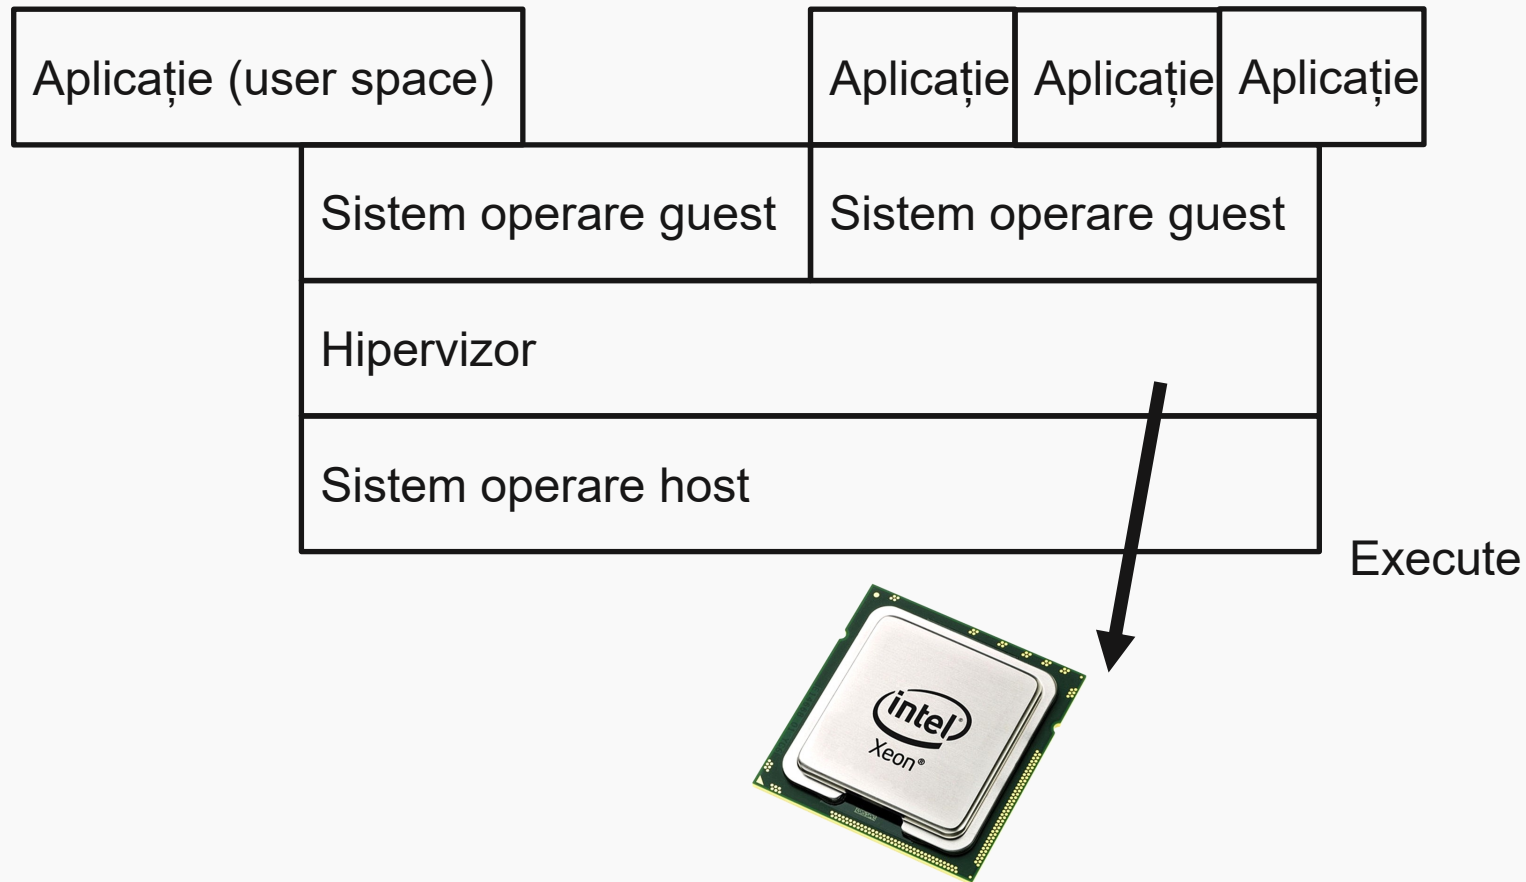 Aplicație (user space)
Aplicație
Aplicație
Aplicație
Sistem operare guest
Sistem operare guest
Hipervizor
Sistem operare host
Execute
intel
Xeon®